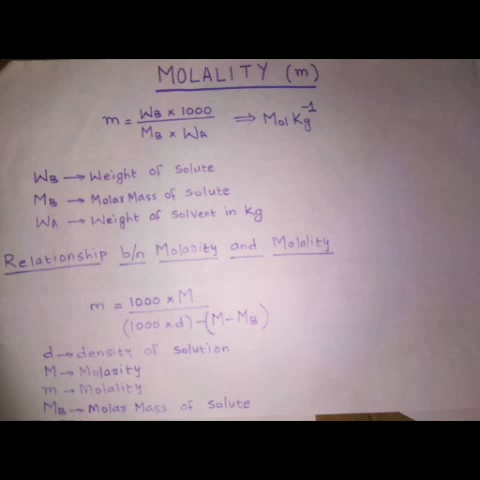 MOLALITY (m)
m = WB × 1000 / MB × WA ⟹ Mol Kg⁻¹
WB → Weight of Solute
MB → Molar Mass of Solute
WA → Weight of Solvent in Kg
Relationship b/n Molarity and Molality
m = 1000 × M / (1000 × d) - (M - MB)
d → density of Solution
M → Molarity
m → Molality
MB → Molar Mass of Solute